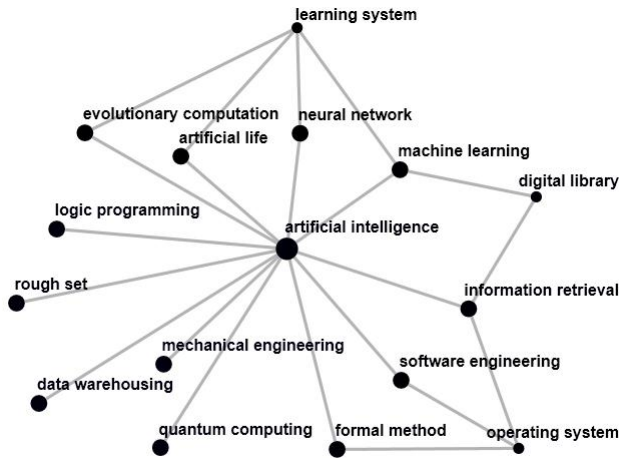 learning system
evolutionary computation
neural network
artificial life
machine learning
digital library
logic programming
artificial intelligence
rough set
information retrieval
mechanical engineering
software engineering
data warehousing
quantum computing
formal method
operating system